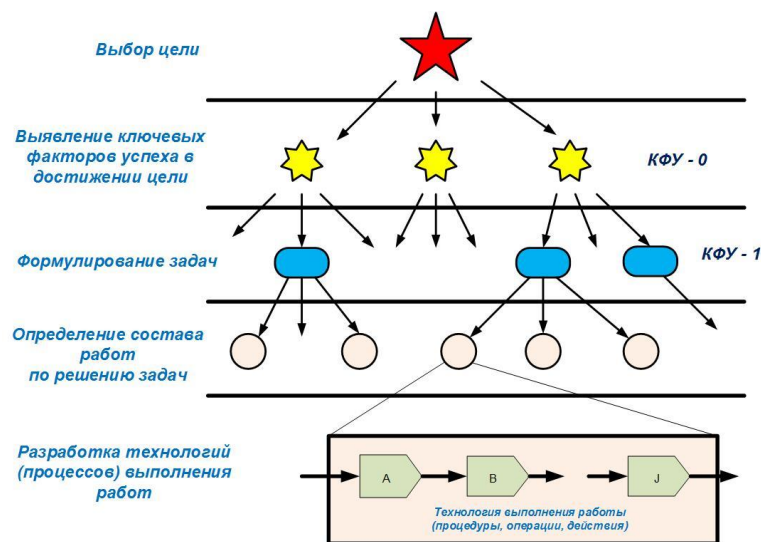 Выбор цели
Выявление ключевых
факторов успеха в
достижении цели
КФУ - 0
Формулирование задач
КФУ - 1
Определение состава
работ
по решению задач
Разработка технологий
(процессов) выполнения
работ
A
B
J
Технология выполнения работы
(процедуры, операции, действия)